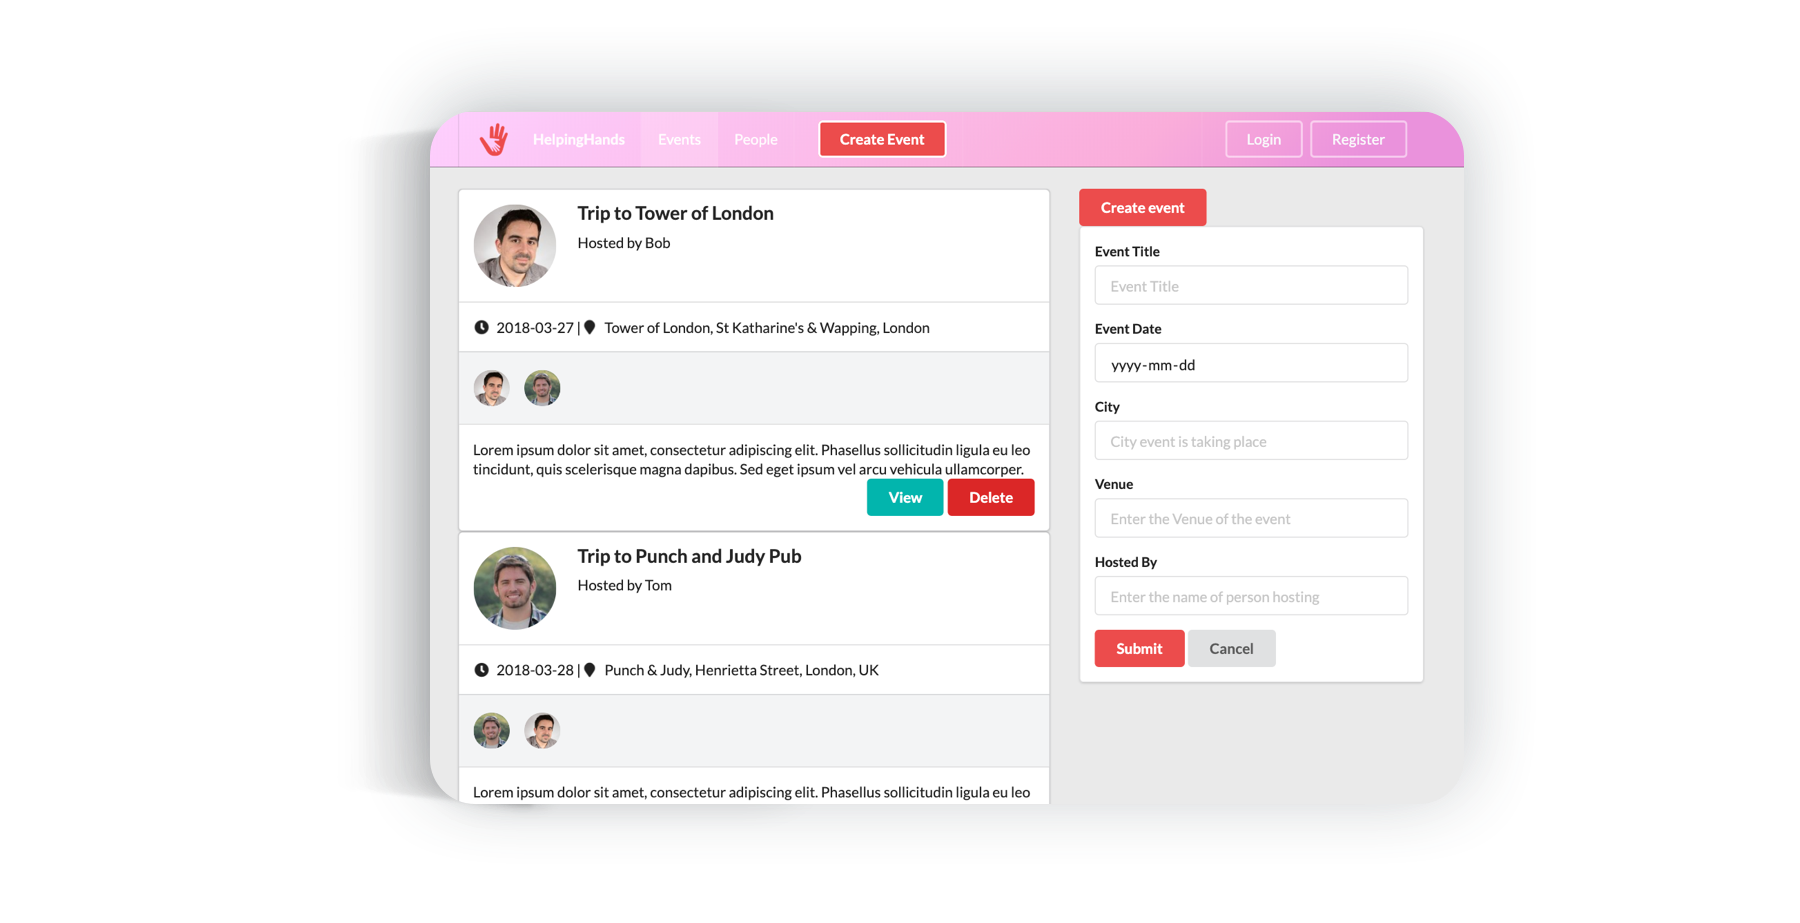 HelpingHands Events People Create Event Login Register
Trip to Tower of London
Hosted by Bob
2018-03-27 | Tower of London, St Katharine's & Wapping, London
Lorem ipsum dolor sit amet, consectetur adipiscing elit. Phasellus sollicitudin ligula eu leo
tincidunt, quis scelerisque magna dapibus. Sed eget ipsum vel arcu vehicula ullamcorper.
View Delete
Trip to Punch and Judy Pub
Hosted by Tom
2018-03-28 | Punch & Judy, Henrietta Street, London, UK
Lorem ipsum dolor sit amet, consectetur adipiscing elit. Phasellus sollicitudin ligula eu leo
Create event
Event Title
Event Title
Event Date
yyyy-mm-dd
City
City event is taking place
Venue
Enter the Venue of the event
Hosted By
Enter the name of person hosting
Submit Cancel